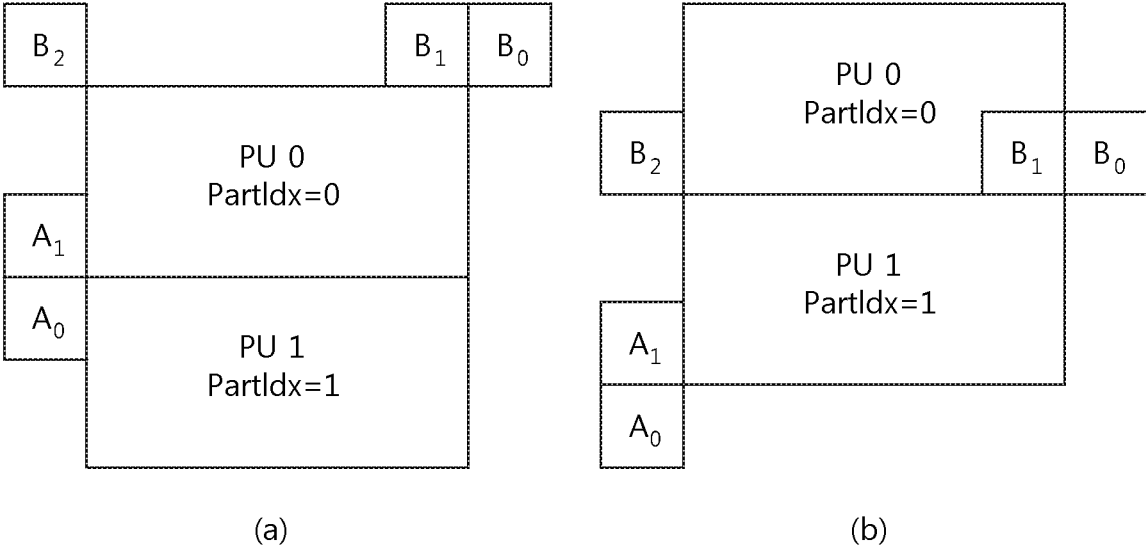 B2
B1
B0
PU 0
PartIdx=0
A1
A0
PU 1
PartIdx=1
(a)
PU 0
PartIdx=0
B2
B1
B0
PU 1
PartIdx=1
A1
A0
(b)